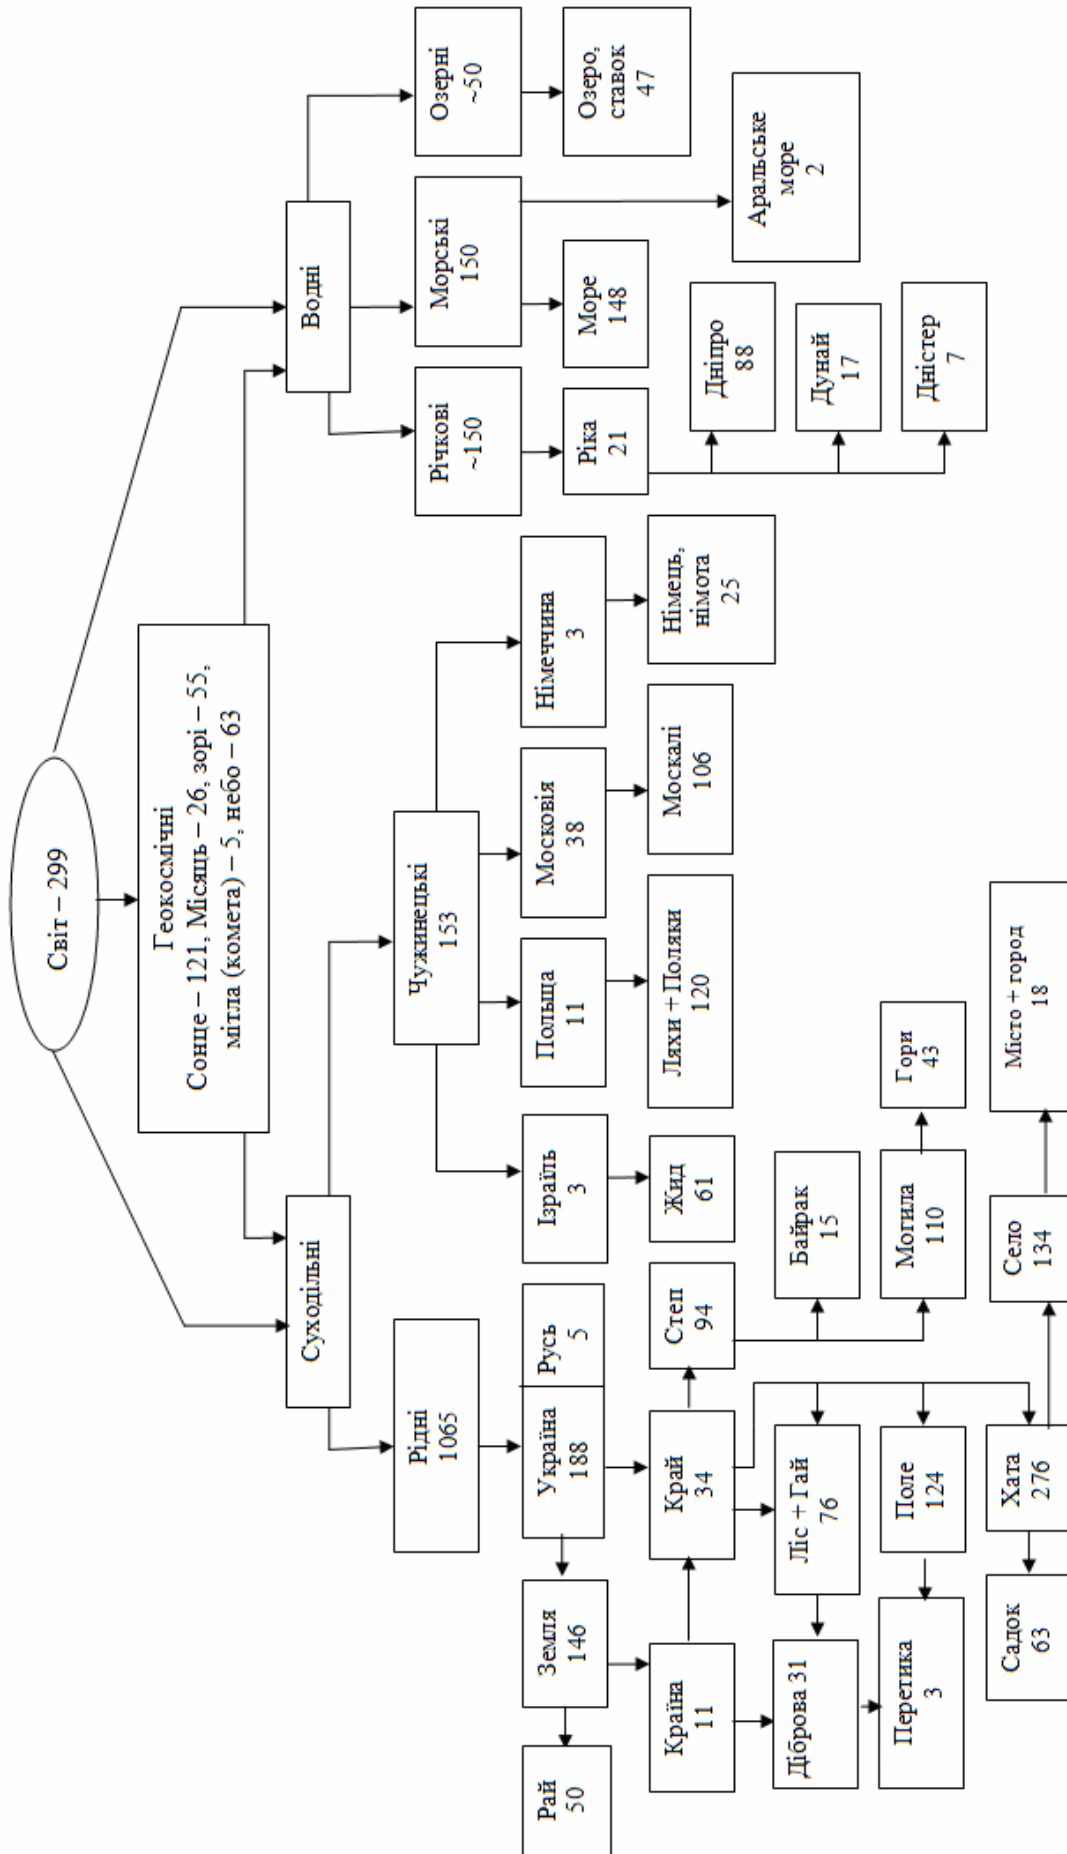 Світ – 299
Геокосмічні
Сонце – 121, Місяць – 26, зорі – 55,
мітла (комета) – 5, небо – 63
Суходільні
Водні
Рідні
1065
Чужинецькі
153
Річкові
~150
Морські
150
Озерні
~50
Рай
50
Земля
146
Україна
188
Русь
5
Ізраїль
3
Польща
11
Московія
38
Німеччина
3
Ріка
21
Море
148
Озеро,
ставок
47
Країна
11
Край
34
Степ
94
Жид
61
Ляхи + Поляки
120
Москалі
106
Німець,
німота
25
Дніпро
88
Аральське
море
2
Діброва 31
Ліс + Гай
76
Байрак
15
Дунай
17
Перетика
3
Поле
124
Могила
110
Гори
43
Дністер
7
Садок
63
Хата
276
Село
134
Місто + город
18